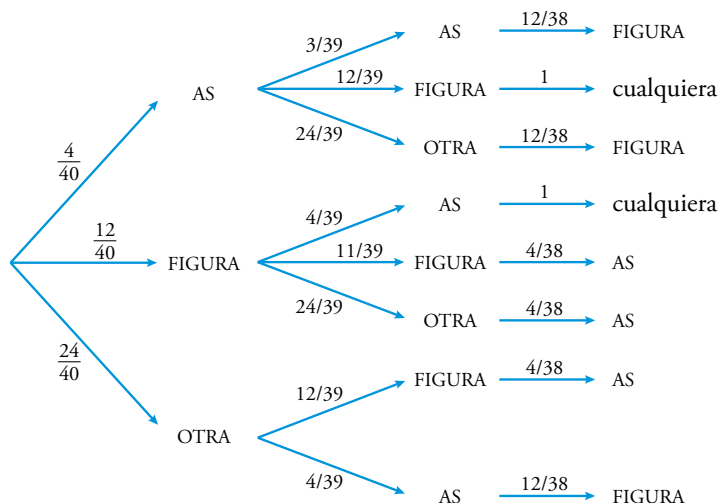 3/39 AS 12/38 FIGURA
AS 12/39 FIGURA 1 cualquiera
24/39 OTRA 12/38 FIGURA
4/40
4/39 AS 1 cualquiera
12/40 FIGURA 11/39 FIGURA 4/38 AS
24/39 OTRA 4/38 AS
24/40
12/39 FIGURA 4/38 AS
OTRA
4/39 AS 12/38 FIGURA